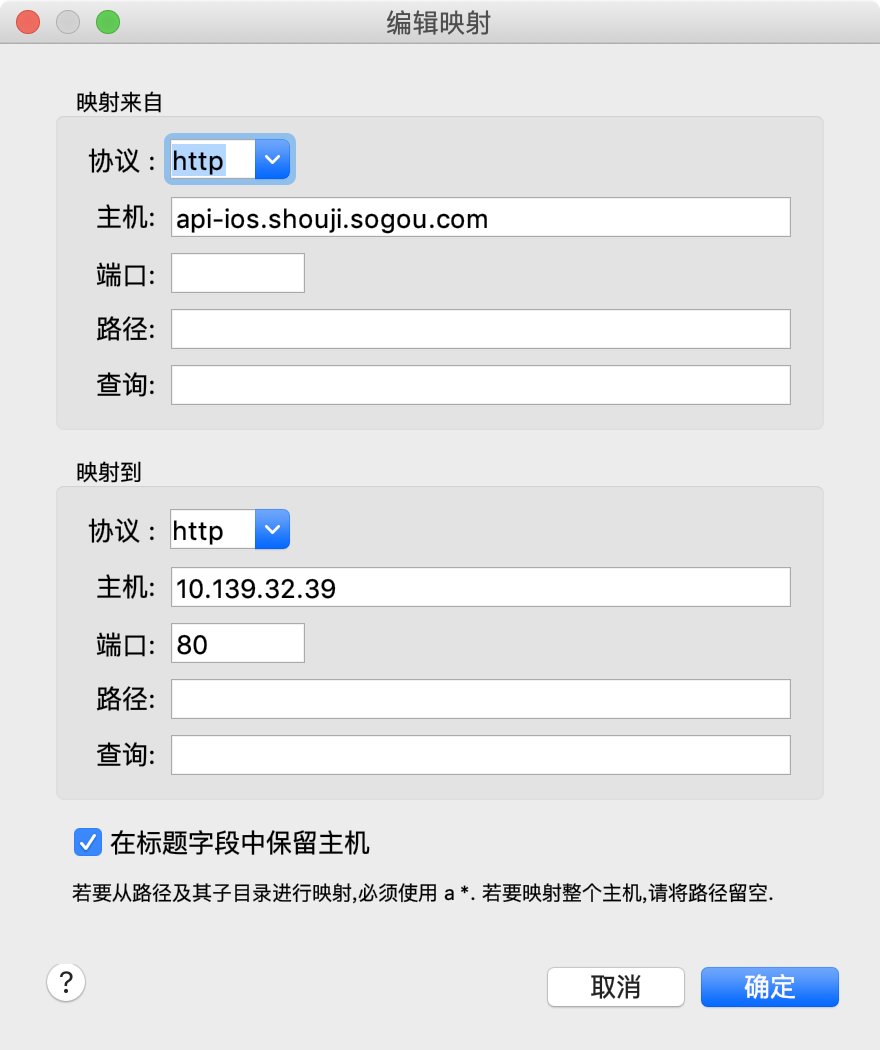 编辑映射
映射来自
协议：
http
主机:
api-ios.shouji.sogou.com
端口:
路径:
查询:
映射到
协议：
http
主机:
10.139.32.39
端口:
80
路径:
查询:
在标题字段中保留主机
若要从路径及其子目录进行映射,必须使用 a *. 若要映射整个主机,请将路径留空.
?
取消
确定